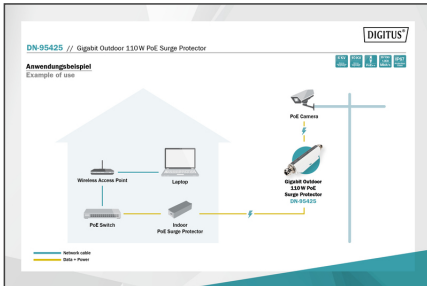 DIGITUS®
DN-95425 // Gigabit Outdoor 110 W PoE Surge Protector
Anwendungsbeispiel
Example of use
IP67
PoE Camera
Wireless Access Point
Laptop
Gigabit Outdoor
110 W PoE
Surge Protector
DN-95425
PoE Switch
Indoor
PoE Surge Protector
Network cable
Data + Power